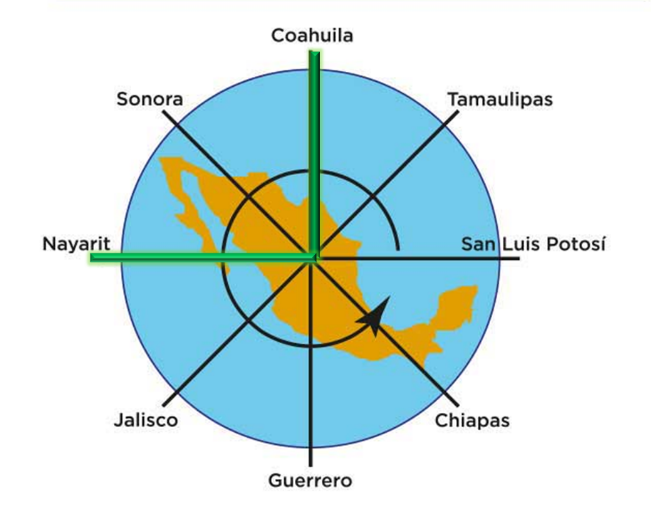 Coahuila
Sonora
Tamaulipas
Nayarit
San Luis Potosí
Jalisco
Chiapas
Guerrero